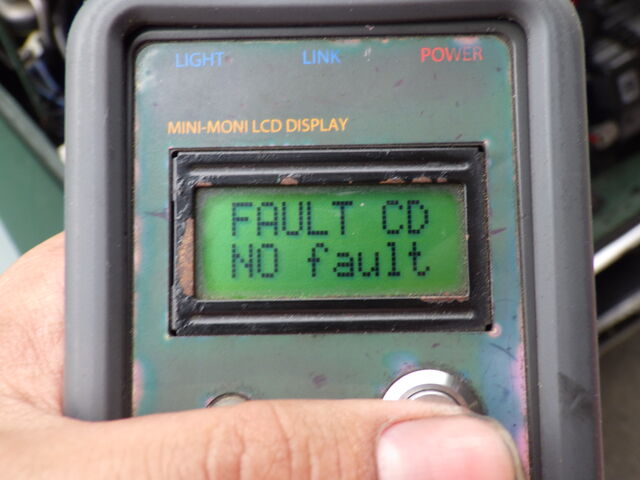 LIGHT LINK POWER
MINI-MONI LCD DISPLAY
FAULT CD
NO fault